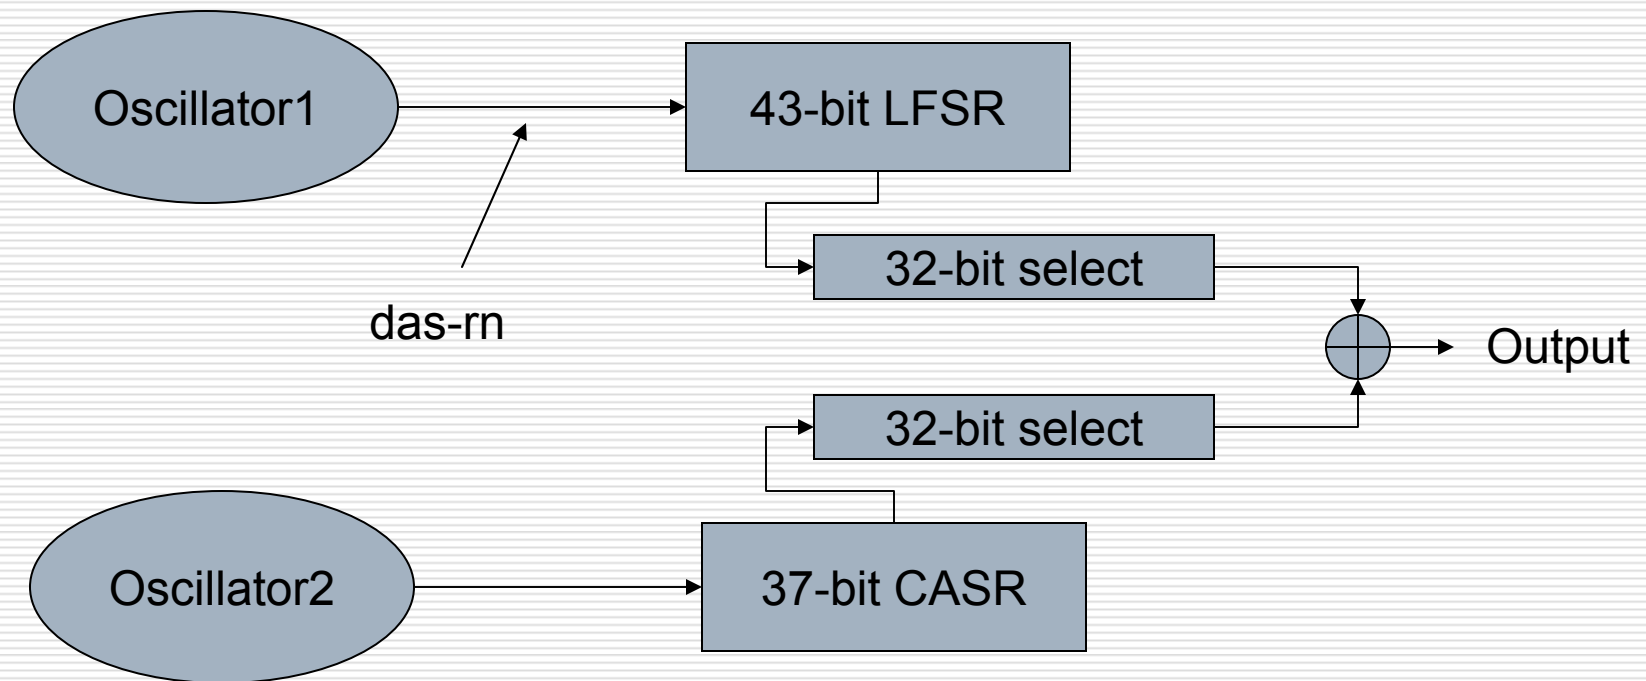 Oscillator1
43-bit LFSR
32-bit select
das-rn
Output
32-bit select
Oscillator2
37-bit CASR